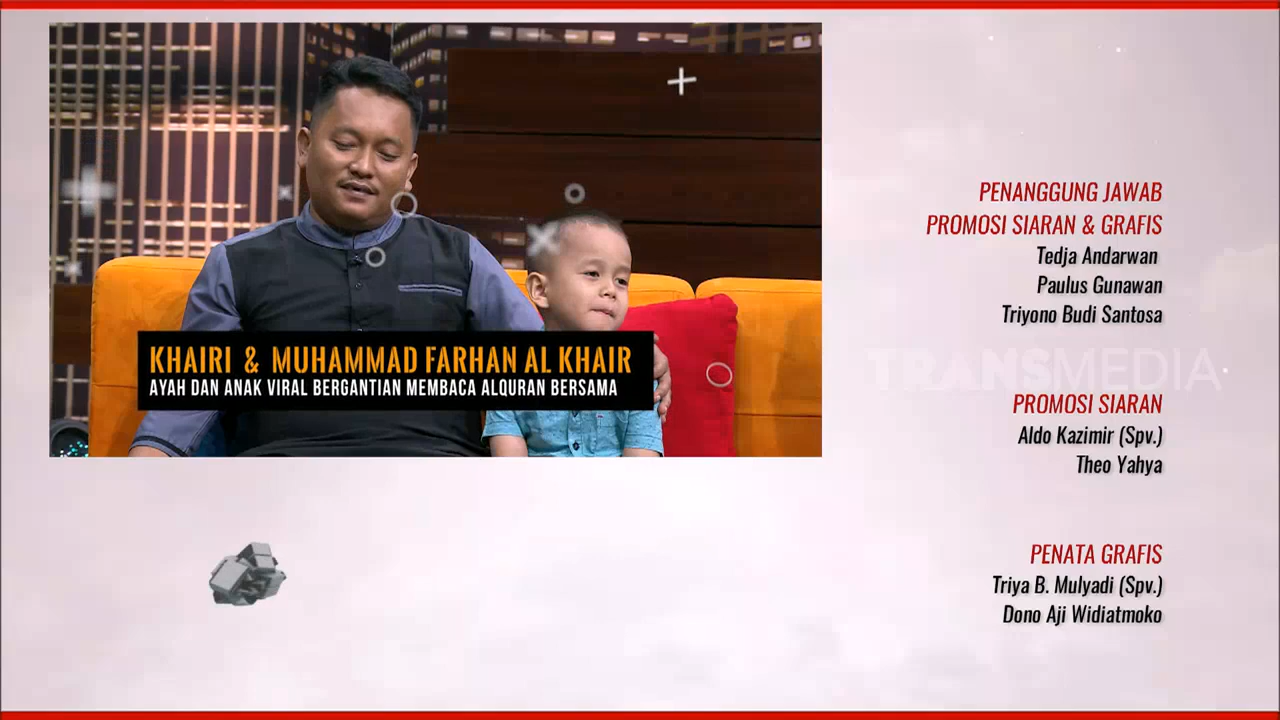 KHAIRI & MUHAMMAD FARHAN AL KHAIR
AYAH DAN ANAK VIRAL BERGANTIAN MEMBACA ALQURAN BERSAMA
PENANGGUNG JAWAB
PROMOSI SIARAN & GRAFIS
Tedja Andarwan
Paulus Gunawan
Triyono Budi Santosa
TRANSMEDIA
PROMOSI SIARAN
Aldo Kazimir (Spv.)
Theo Yahya
PENATA GRAFIS
Triya B. Mulyadi (Spv.)
Dono Aji Widiatmoko